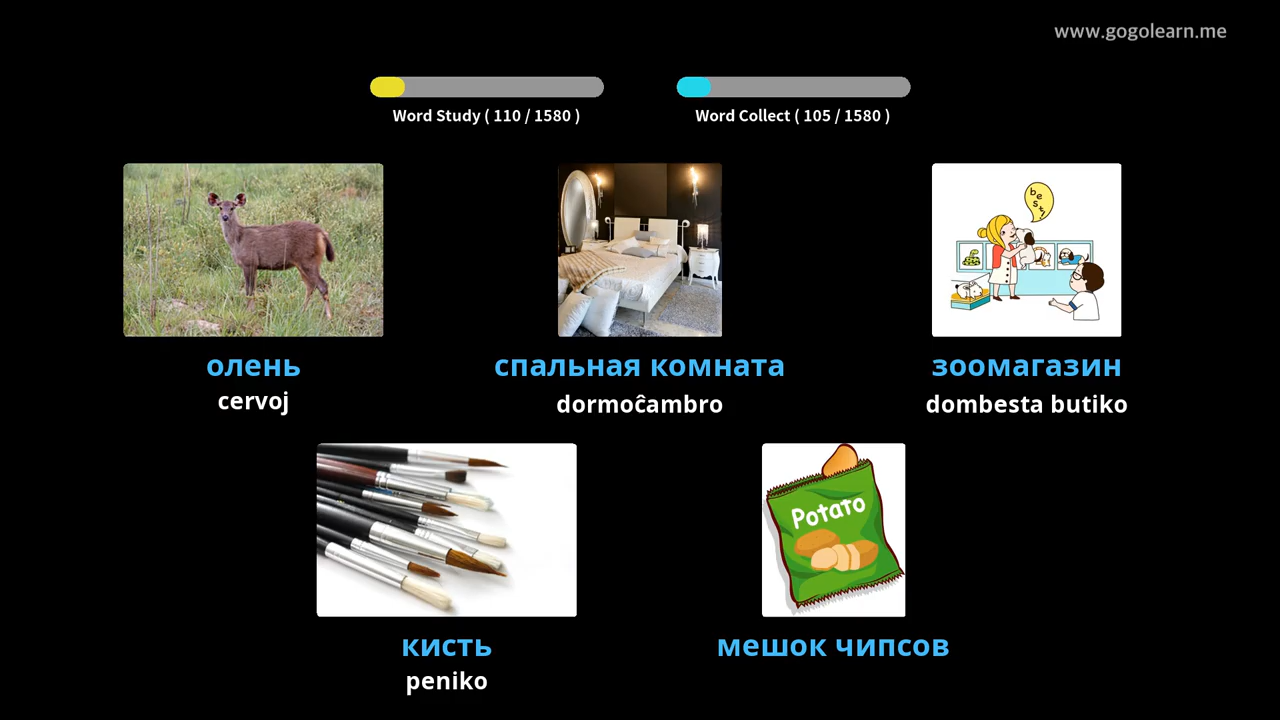 www.gogolearn.me
Word Study ( 110 / 1580 )
Word Collect ( 105 / 1580 )
best!
олень
cervoj
спальная комната
dormoĉambro
зоомагазин
dombesta butiko
Potato
кисть
peniko
мешок чипсов